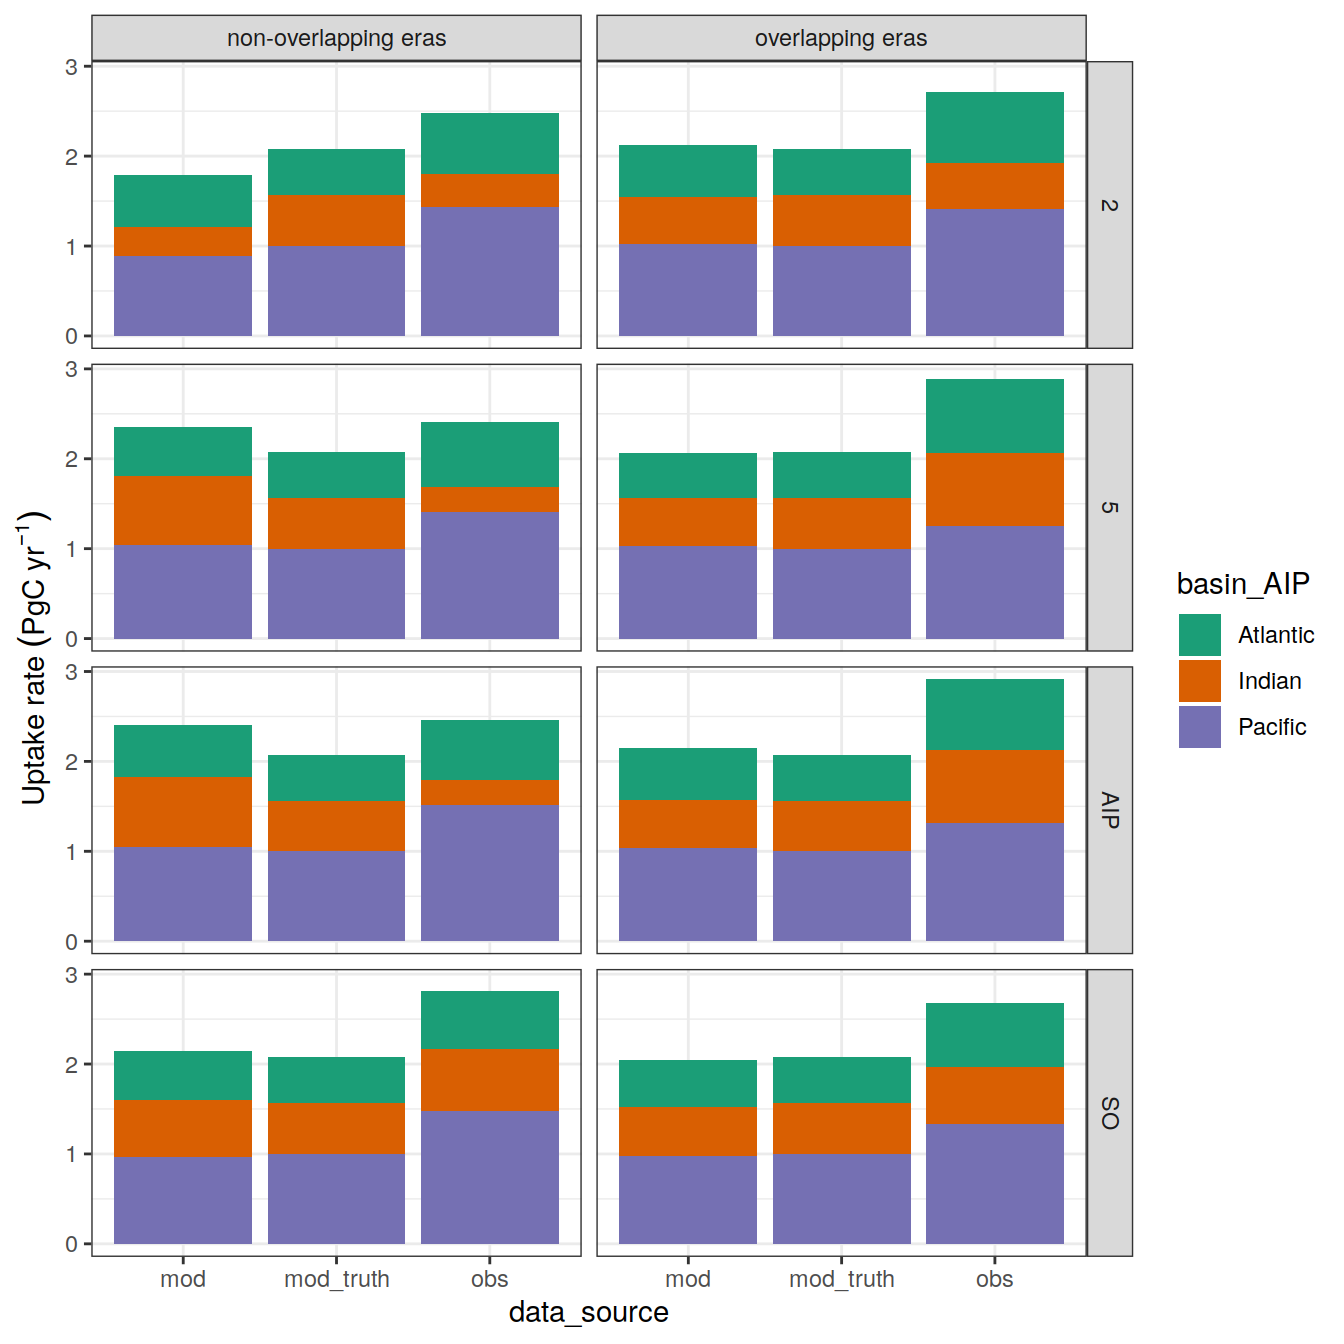 non-overlapping eras
overlapping eras
3
2
1
0
2
3
2
1
0
5
3
2
1
0
AIP
3
2
1
0
SO
mod
mod_truth
obs
mod
mod_truth
obs
data_source
Uptake rate (PgC yr⁻¹)
basin_AIP
Atlantic
Indian
Pacific